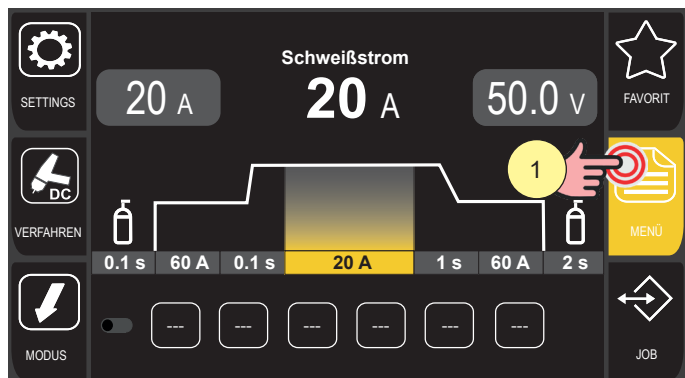 SETTINGS
VERFAHREN
DC
MODUS
Schweißstrom
20 A
20 A
50.0 V
1
0.1 s 60 A 0.1 s 20 A 1 s 60 A 2 s
--- --- --- --- --- ---
FAVORIT
MENÜ
JOB